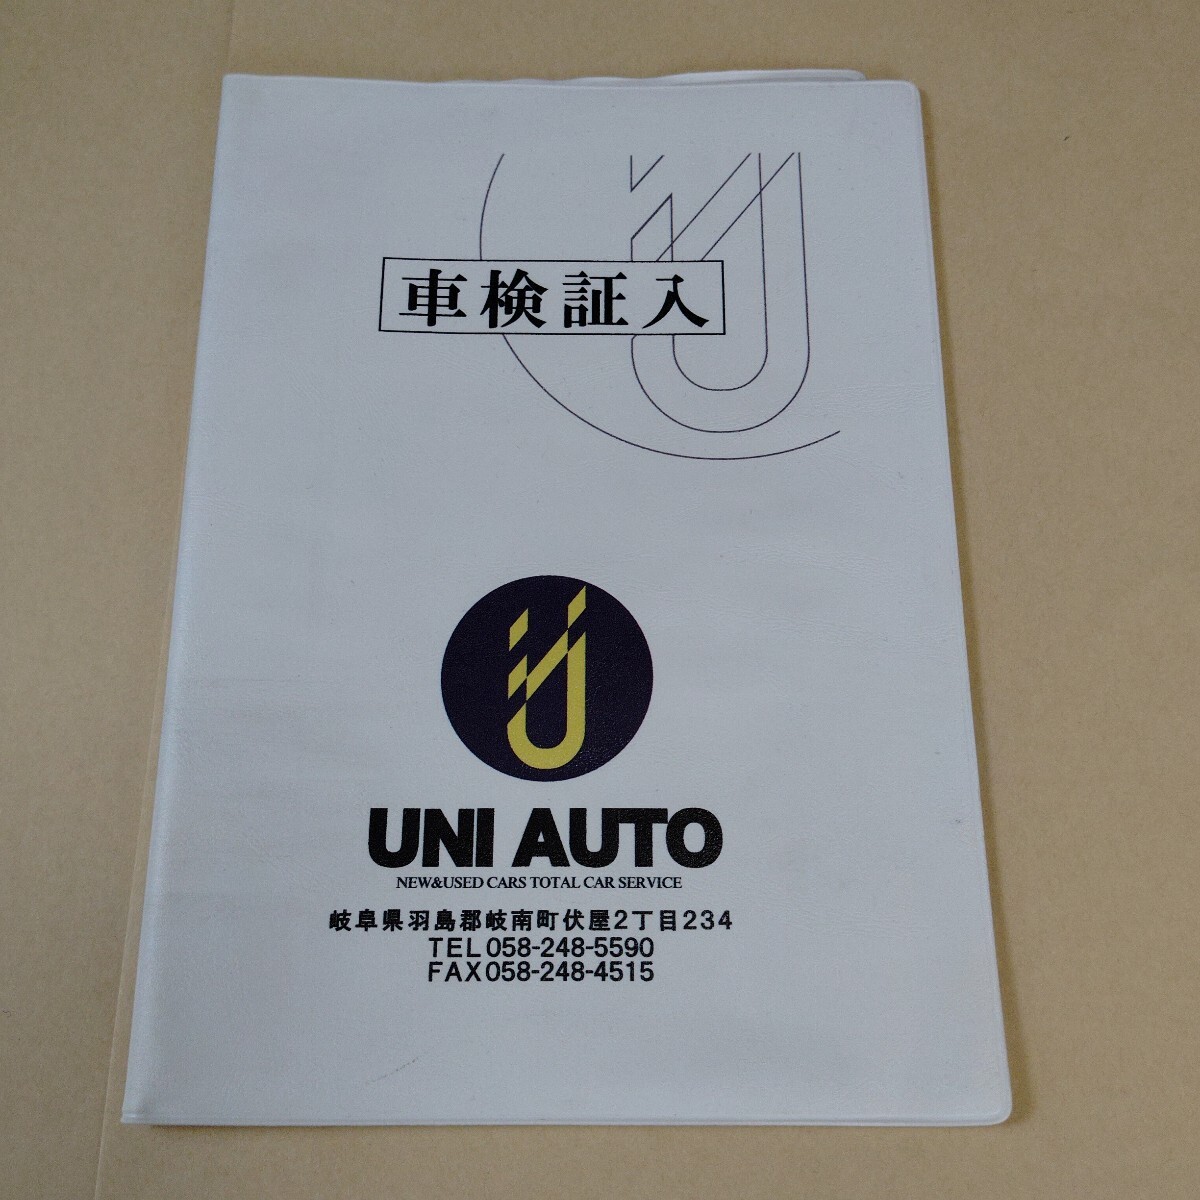 車検証入
UNI AUTO
NEW&USED CARS TOTAL CAR SERVICE
岐阜県羽島郡岐南町伏屋2丁目234
TEL058-248-5590
FAX058-248-4515